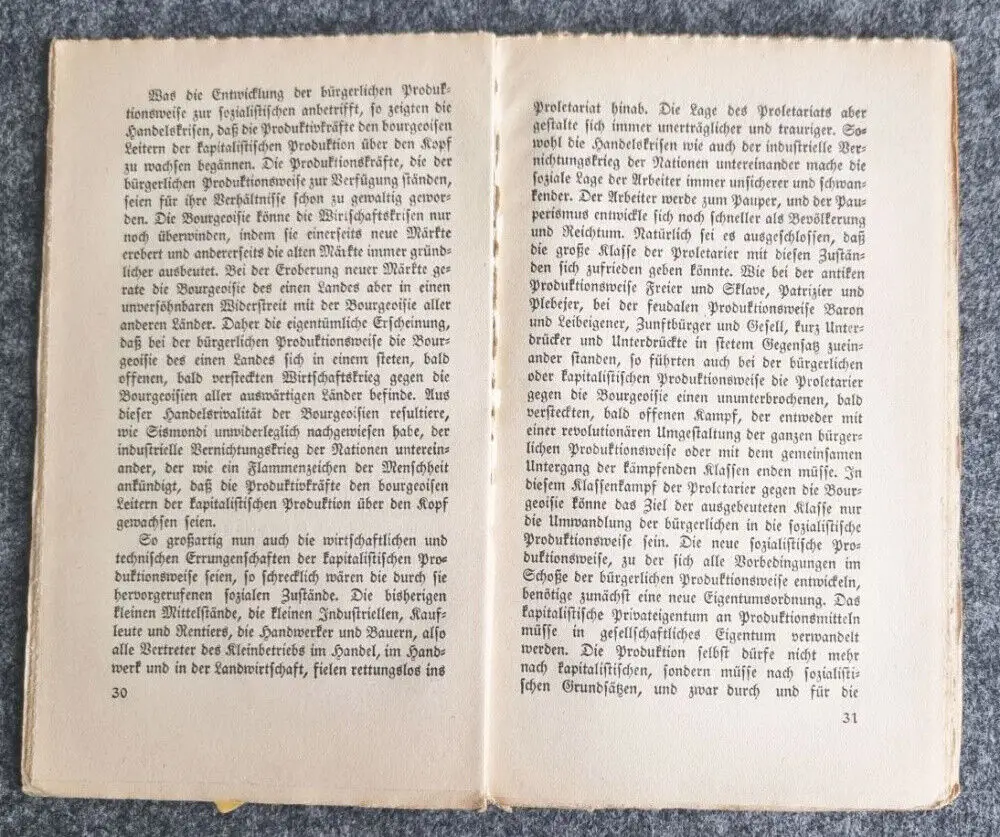 Was die Entwicklung der bürgerlichen Produk-
tionsweise zur sozialistischen anbetrifft, so zeigten die
Handelskrisen, daß die Produktivkräfte den bourgeoisen
Leitern der kapitalistischen Produktion über den Kopf
zu wachsen begännen. Die Produktionskräfte, die der
bürgerlichen Produktionsweise zur Verfügung ständen,
seien für ihre Verhältnisse schon zu gewaltig gewor-
den. Die Bourgeoisie könne die Wirtschaftskrisen nur
noch überwinden, indem sie einerseits neue Märkte
erobert und andererseits die alten Märkte immer gründ-
licher ausbeutet. Bei der Eroberung neuer Märkte ge-
rate die Bourgeoisie des einen Landes aber in einen
unversöhnbaren Widerstreit mit der Bourgeoisie aller
anderen Länder. Daher die eigentümliche Erscheinung,
daß bei der bürgerlichen Produktionsweise die Bour-
geoisie des einen Landes sich in einem steten, bald
offenen, bald versteckten Wirtschaftskrieg gegen die
Bourgeoisien aller auswärtigen Länder befinde. Aus
dieser Handelsrivalität der Bourgeoisien resultiere,
wie Sismondi unwiderleglich nachgewiesen habe, der
industrielle Vernichtungskrieg der Nationen unterein-
ander, der wie ein Flammenzeichen der Menschheit
ankündigt, daß die Produktivkräfte den bourgeoisen
Leitern der kapitalistischen Produktion über den Kopf
gewachsen seien.
So großartig nun auch die wirtschaftlichen und
technischen Errungenschaften der kapitalistischen Pro-
duktionsweise seien, so schrecklich wären die durch sie
hervorgerufenen sozialen Zustände. Die bisherigen
kleinen Mittelstände, die kleinen Industriellen, Kauf-
leute und Rentiers, die Handwerker und Bauern, also
alle Vertreter des Kleinbetriebs im Handel, im Hand-
werk und in der Landwirtschaft, fielen rettungslos ins
30
Proletariat hinab. Die Lage des Proletariats aber
gestalte sich immer unerträglicher und trauriger. So-
wohl die Handelskrisen wie auch der industrielle Ver-
nichtungskrieg der Nationen untereinander mache die
soziale Lage der Arbeiter immer unsicherer und schwan-
kender. Der Arbeiter werde zum Pauper, und der Pau-
perismus entwickle sich noch schneller als Bevölkerung
und Reichtum. Natürlich sei es ausgeschlossen, daß
die große Klasse der Proletarier mit diesen Zustän-
den sich zufrieden geben könnte. Wie bei der antiken
Produktionsweise Freier und Sklave, Patrizier und
Plebejer, bei der feudalen Produktionsweise Baron
und Leibeigener, Zunftbürger und Gesell, kurz Unter-
drücker und Unterdrückte in stetem Gegensatz zuein-
ander standen, so führten auch bei der bürgerlichen
oder kapitalistischen Produktionsweise die Proletarier
gegen die Bourgeoisie einen ununterbrochenen, bald
versteckten, bald offenen Kampf, der entweder mit
einer revolutionären Umgestaltung der ganzen bürger-
lichen Produktionsweise oder mit dem gemeinsamen
Untergang der kämpfenden Klassen enden müsse. In
diesem Klassenkampf der Proletarier gegen die Bour-
geoisie könne das Ziel der ausgebeuteten Klasse nur
die Umwandlung der bürgerlichen in die sozialistische
Produktionsweise sein. Die neue sozialistische Pro-
duktionsweise, zu der sich alle Vorbedingungen im
Schoße der bürgerlichen Produktionsweise entwickeln,
benötige zunächst eine neue Eigentumsordnung. Das
kapitalistische Privateigentum an Produktionsmitteln
müsse in gesellschaftliches Eigentum verwandelt
werden. Die Produktion selbst dürfe nicht mehr
nach kapitalistischen, sondern müsse nach sozialisti-
schen Grundsätzen, und zwar durch und für die
31